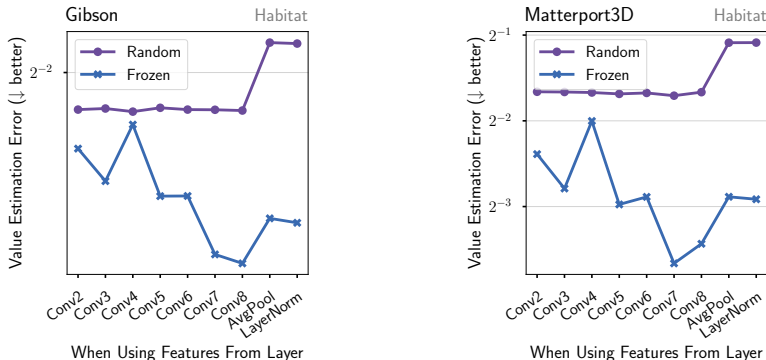 Gibson
Habitat
Value Estimation Error (↓ better)
2⁻²
Random
Frozen
Conv2
Conv3
Conv4
Conv5
Conv6
Conv7
Conv8
AvgPool
LayerNorm
When Using Features From Layer
Matterport3D
Habitat
Value Estimation Error (↓ better)
2⁻¹
2⁻²
2⁻³
Random
Frozen
Conv2
Conv3
Conv4
Conv5
Conv6
Conv7
Conv8
AvgPool
LayerNorm
When Using Features From Layer